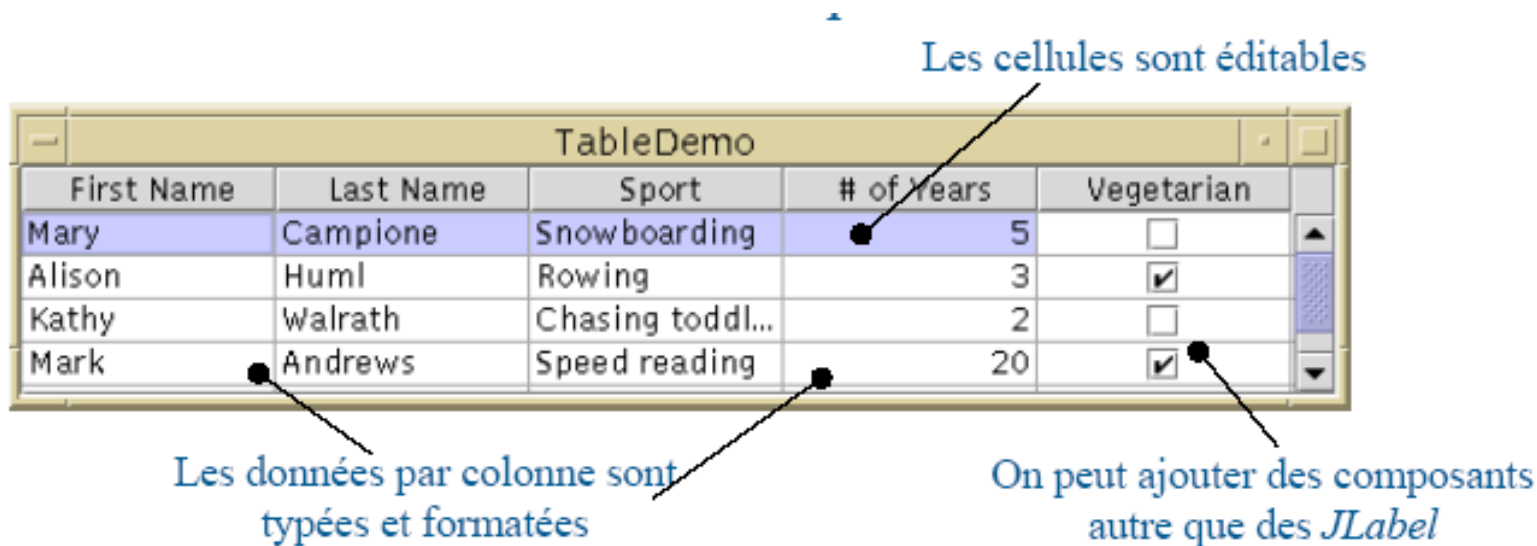 Les cellules sont éditables
TableDemo
First Name Last Name Sport # of Years Vegetarian
Mary Campione Snowboarding 5
Alison Huml Rowing 3
Kathy Walrath Chasing toddl... 2
Mark Andrews Speed reading 20
Les données par colonne sont
typées et formatées
On peut ajouter des composants
autre que des JLabel